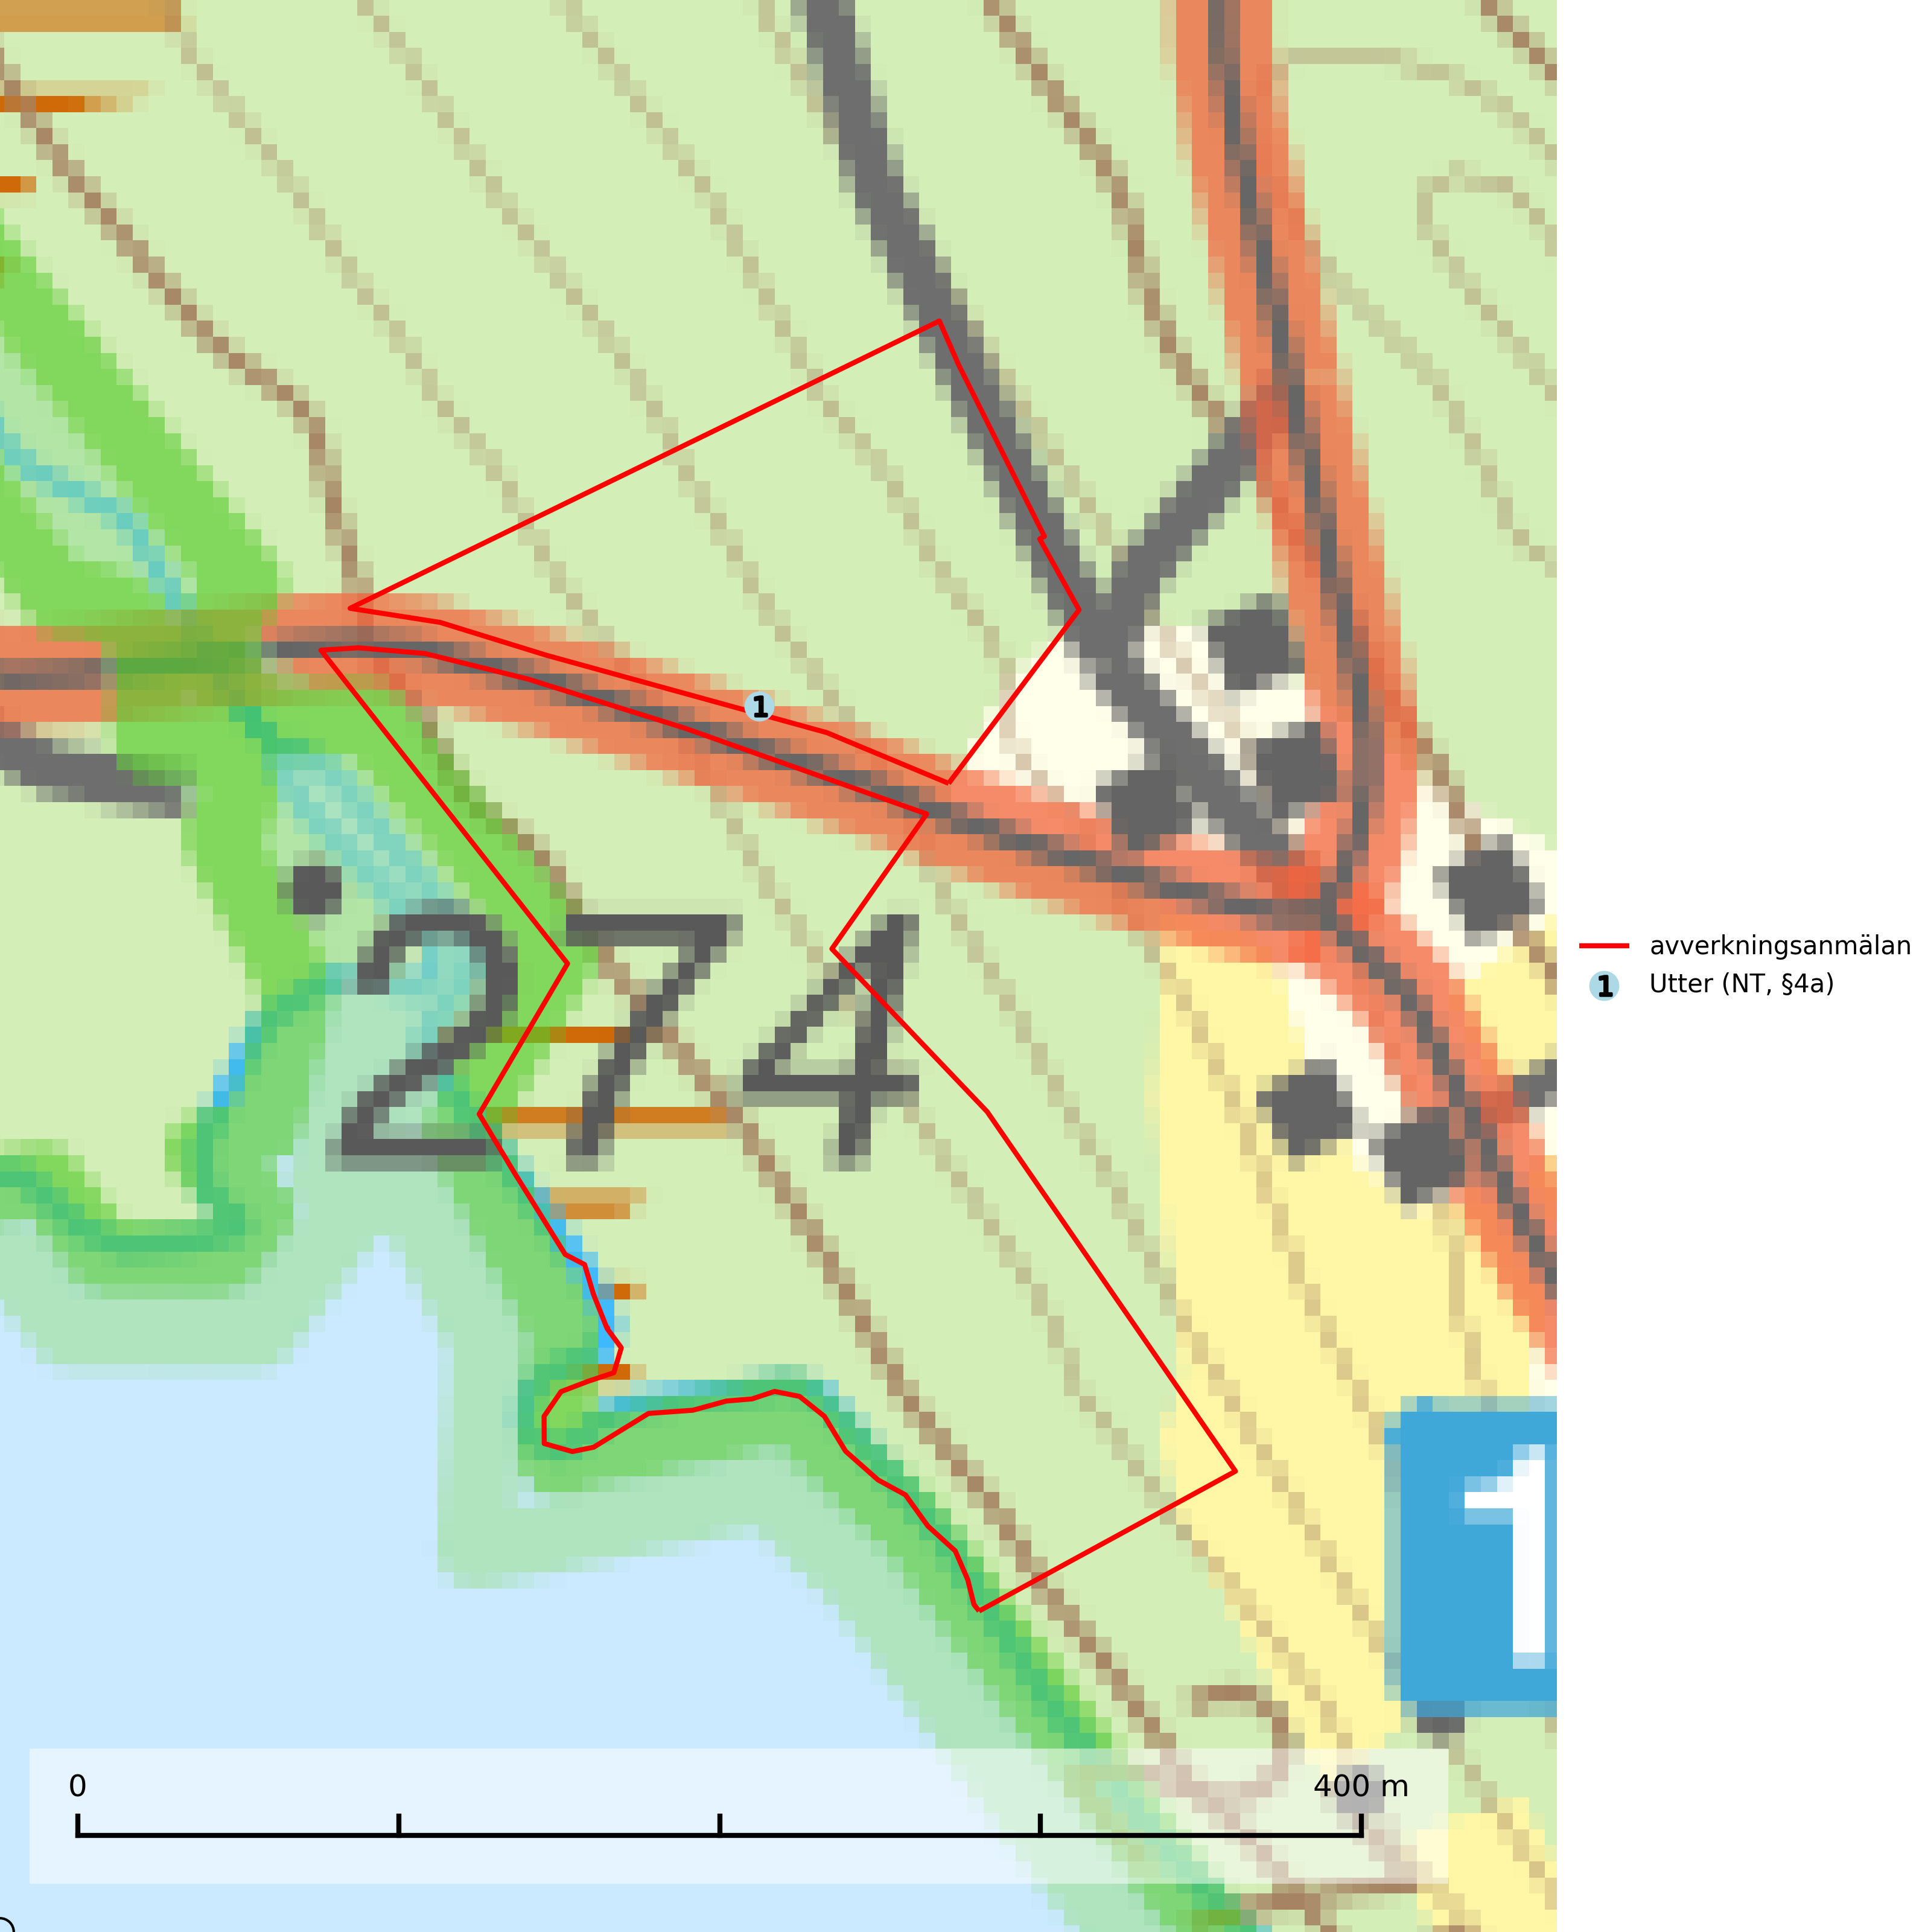 1
274
1
0 400 m
avverkningsanmälan
1 Utter (NT, §4a)